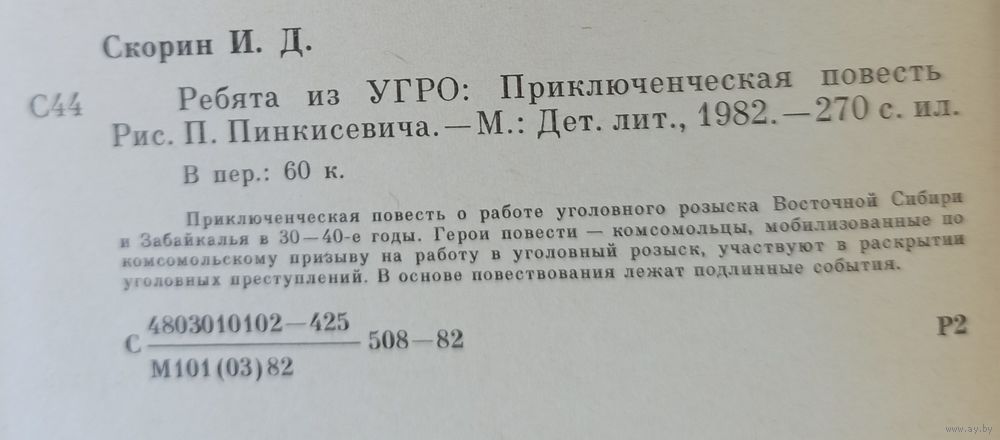 Скорин И. Д.
С44 Ребята из УГРО: Приключенческая повесть
Рис. П. Пинкисевича.—М.: Дет. лит., 1982.—270 с. ил.
В пер.: 60 к.
Приключенческая повесть о работе уголовного розыска Восточной Сибири
и Забайкалья в 30—40-е годы. Герои повести — комсомольцы, мобилизованные по
комсомольскому призыву на работу в уголовный розыск, участвуют в раскрытии
уголовных преступлений. В основе повествования лежат подлинные события.
4803010102—425
С 508—82 Р2
М101(03)82
www.ay.by